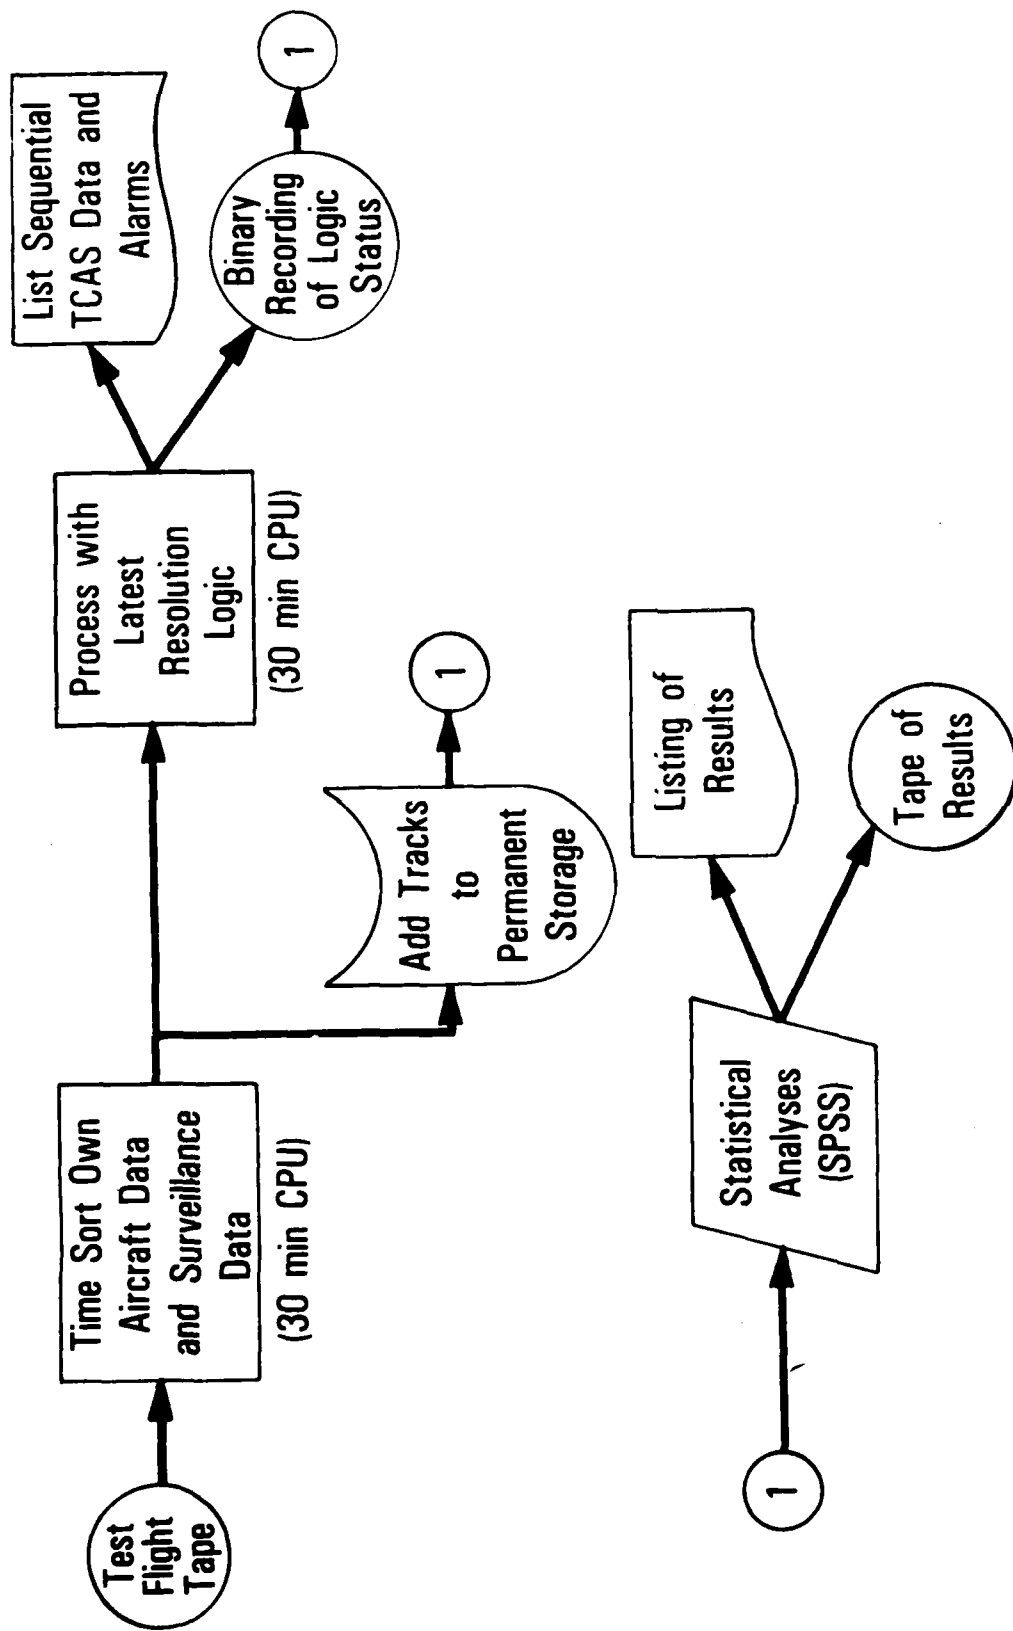 Test
Flight
Tape
Time Sort Own
Aircraft Data
and Surveillance
Data
(30 min CPU)
Process with
Latest
Resolution
Logic
(30 min CPU)
List Sequential
TCAS Data and
Alarms
Binary
Recording
of Logic
Status
1
Add Tracks
to
Permanent
Storage
1
1
Statistical
Analyses
(SPSS)
Listing of
Results
Tape of
Results